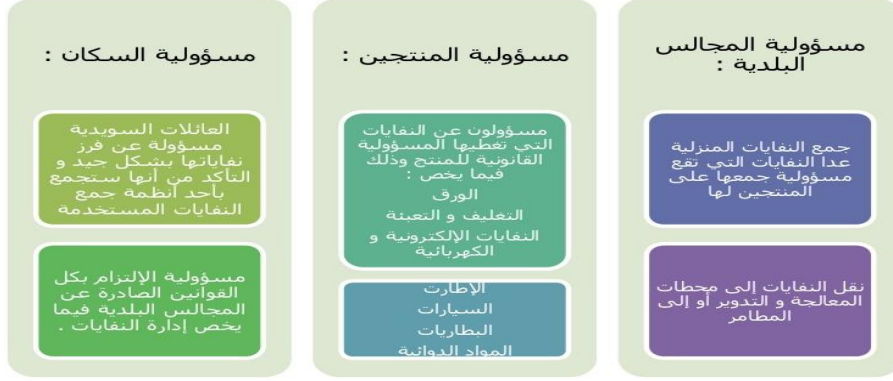 مسؤولية المجالس
البلدية :
جمع النفايات المنزلية
عدا النفايات التي تقع
مسؤولية جمعها على
المنتجين لها
نقل النفايات إلى محطات
المعالجة و التدوير أو إلى
المطامر
مسؤولية المنتجين :
مسؤولون عن النفايات
التي تغطيها المسؤولية
القانونية للمنتج وذلك
فيما يخص :
الورق
التغليف و التعبئة
النفايات الإلكترونية و
الكهربائية
الإطارت
السيارات
البطاريات
المواد الدوائية
مسؤولية السكان :
العائلات السويدية
مسؤولة عن فرز
نفاياتها بشكل جيد و
التأكد من أنها ستجمع
بأحد أنظمة جمع
النفايات المستخدمة
مسؤولية الإلتزام بكل
القوانين الصادرة عن
المجالس البلدية فيما
يخص إدارة النفايات .